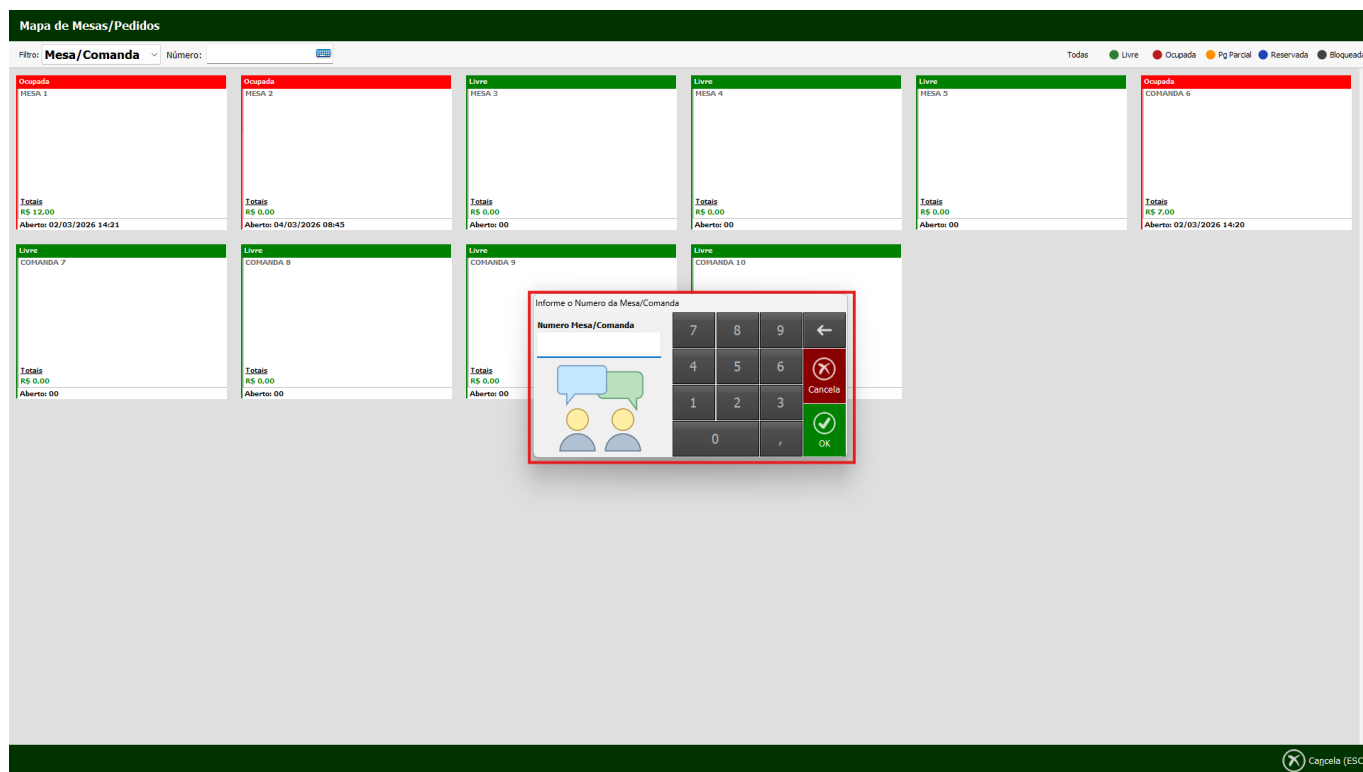 Mapa de Mesas/Pedidos
Filtro: Mesa/Comanda Número: Todas Livre Ocupada Pg Parcial Reservada Bloqueada
Ocupada Ocupada Livre Livre Livre Ocupada
MESA 1 MESA 2 MESA 3 MESA 4 MESA 5 COMANDA 6
Totais Totais Totais Totais Totais Totais
R$ 12,00 R$ 0,00 R$ 0,00 R$ 0,00 R$ 0,00 R$ 7,00
Aberto: 02/03/2026 14:21 Aberto: 04/03/2026 08:45 Aberto: 00 Aberto: 00 Aberto: 00 Aberto: 02/03/2026 14:20
Livre Livre Livre Livre
COMANDA 7 COMANDA 8 COMANDA 9 COMANDA 10
Totais Totais Totais
R$ 0,00 R$ 0,00 R$ 0,00
Aberto: 00 Aberto: 00 Aberto: 00
Informe o Numero da Mesa/Comanda
Numero Mesa/Comanda
7 8 9
4 5 6
Cancela
1 2 3
0 ,
OK
Cancela (ESC